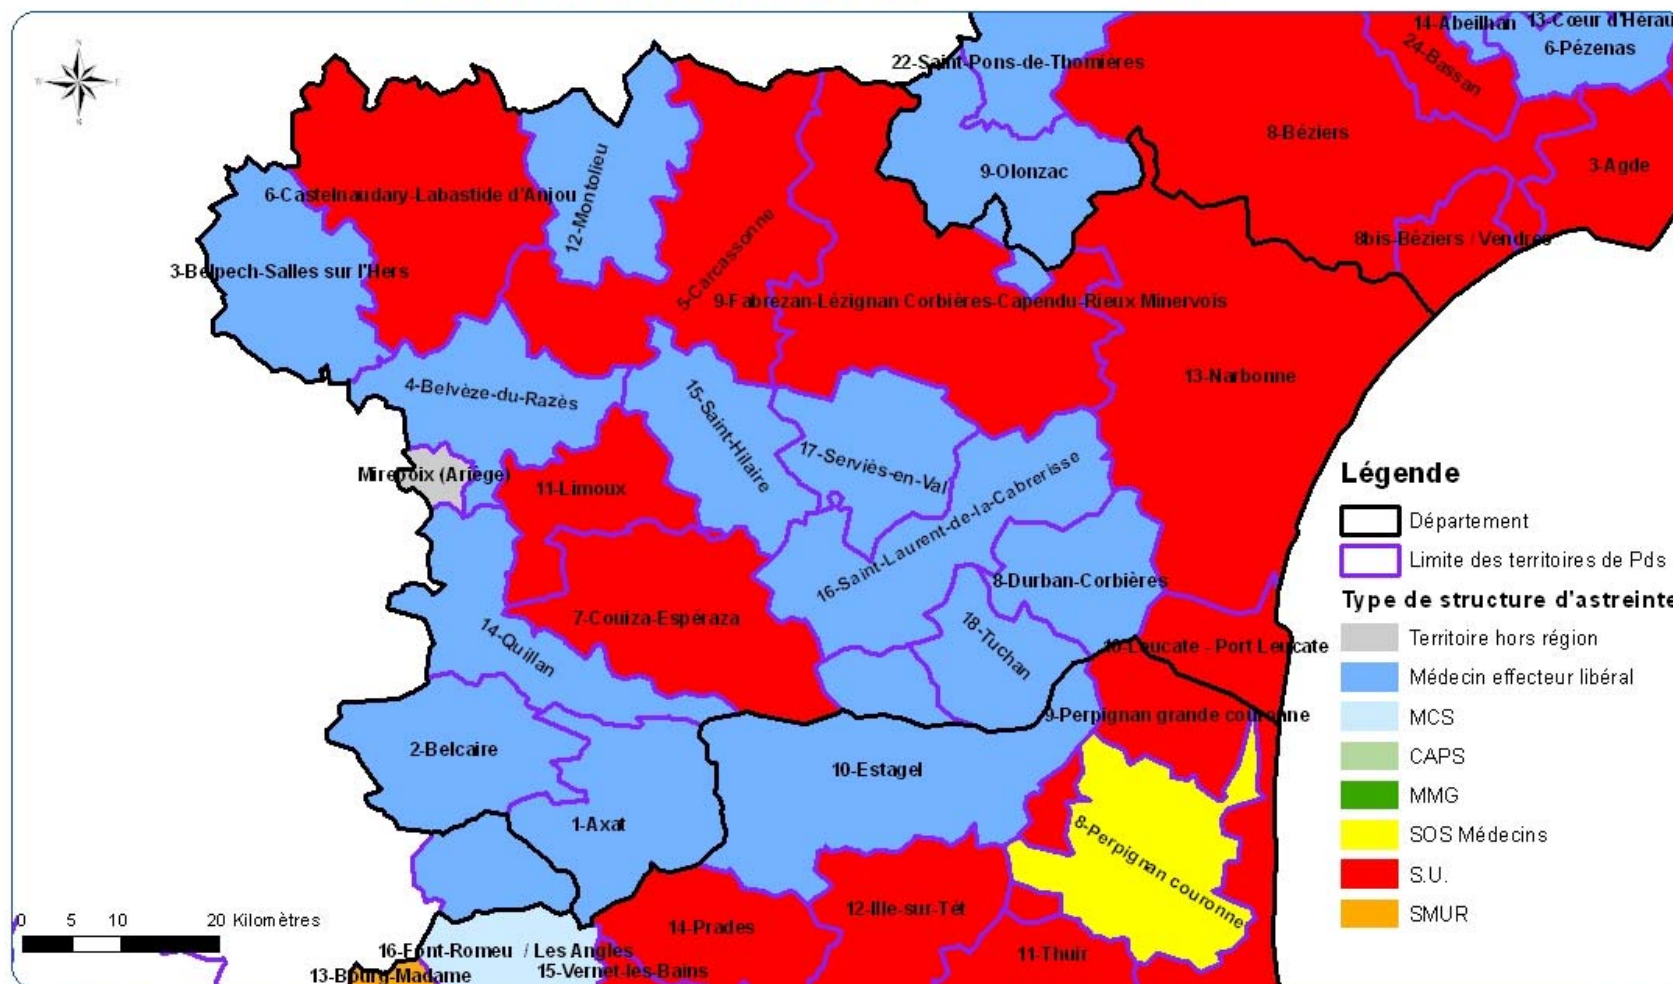 N
W
E
S
14-Abeilhan
13-Cœur d'Hérau
6-Pézenas
22-Saint-Pons-de-Thomières
24-Bassan
8-Béziers
3-Agde
9-Olonzac
6-Castelnaudary-Labastide d'Anjou
12-Montolieu
8bis-Béziers / Vendres
3-Belpech-Salles sur l'Hers
5-Carcassonne
9-Fabrezan-Lézignan Corbières-Capendu-Rieux Minervois
13-Narbonne
4-Belvèze-du-Razès
15-Saint-Hilaire
17-Serviès-en-Val
Mirepoix (Ariège)
11-Limoux
16-Saint-Laurent-de-la-Cabrerisse
8-Durban-Corbières
7-Couiza-Espéraza
14-Quillan
18-Tuchan
10-Leucate - Port Leucate
9-Perpignan grande couronne
2-Belcaire
10-Estagel
1-Axat
8-Perpignan couronne
12-Ille-sur-Têt
14-Prades
16-Font-Romeu / Les Angles
11-Thuir
15-Vernet-les-Bains
13-Bourg-Madame
0 5 10 20 Kilomètres
Légende
Département
Limite des territoires de Pds
Type de structure d'astreinte
Territoire hors région
Médecin effecteur libéral
MCS
CAPS
MMG
SOS Médecins
S.U.
SMUR